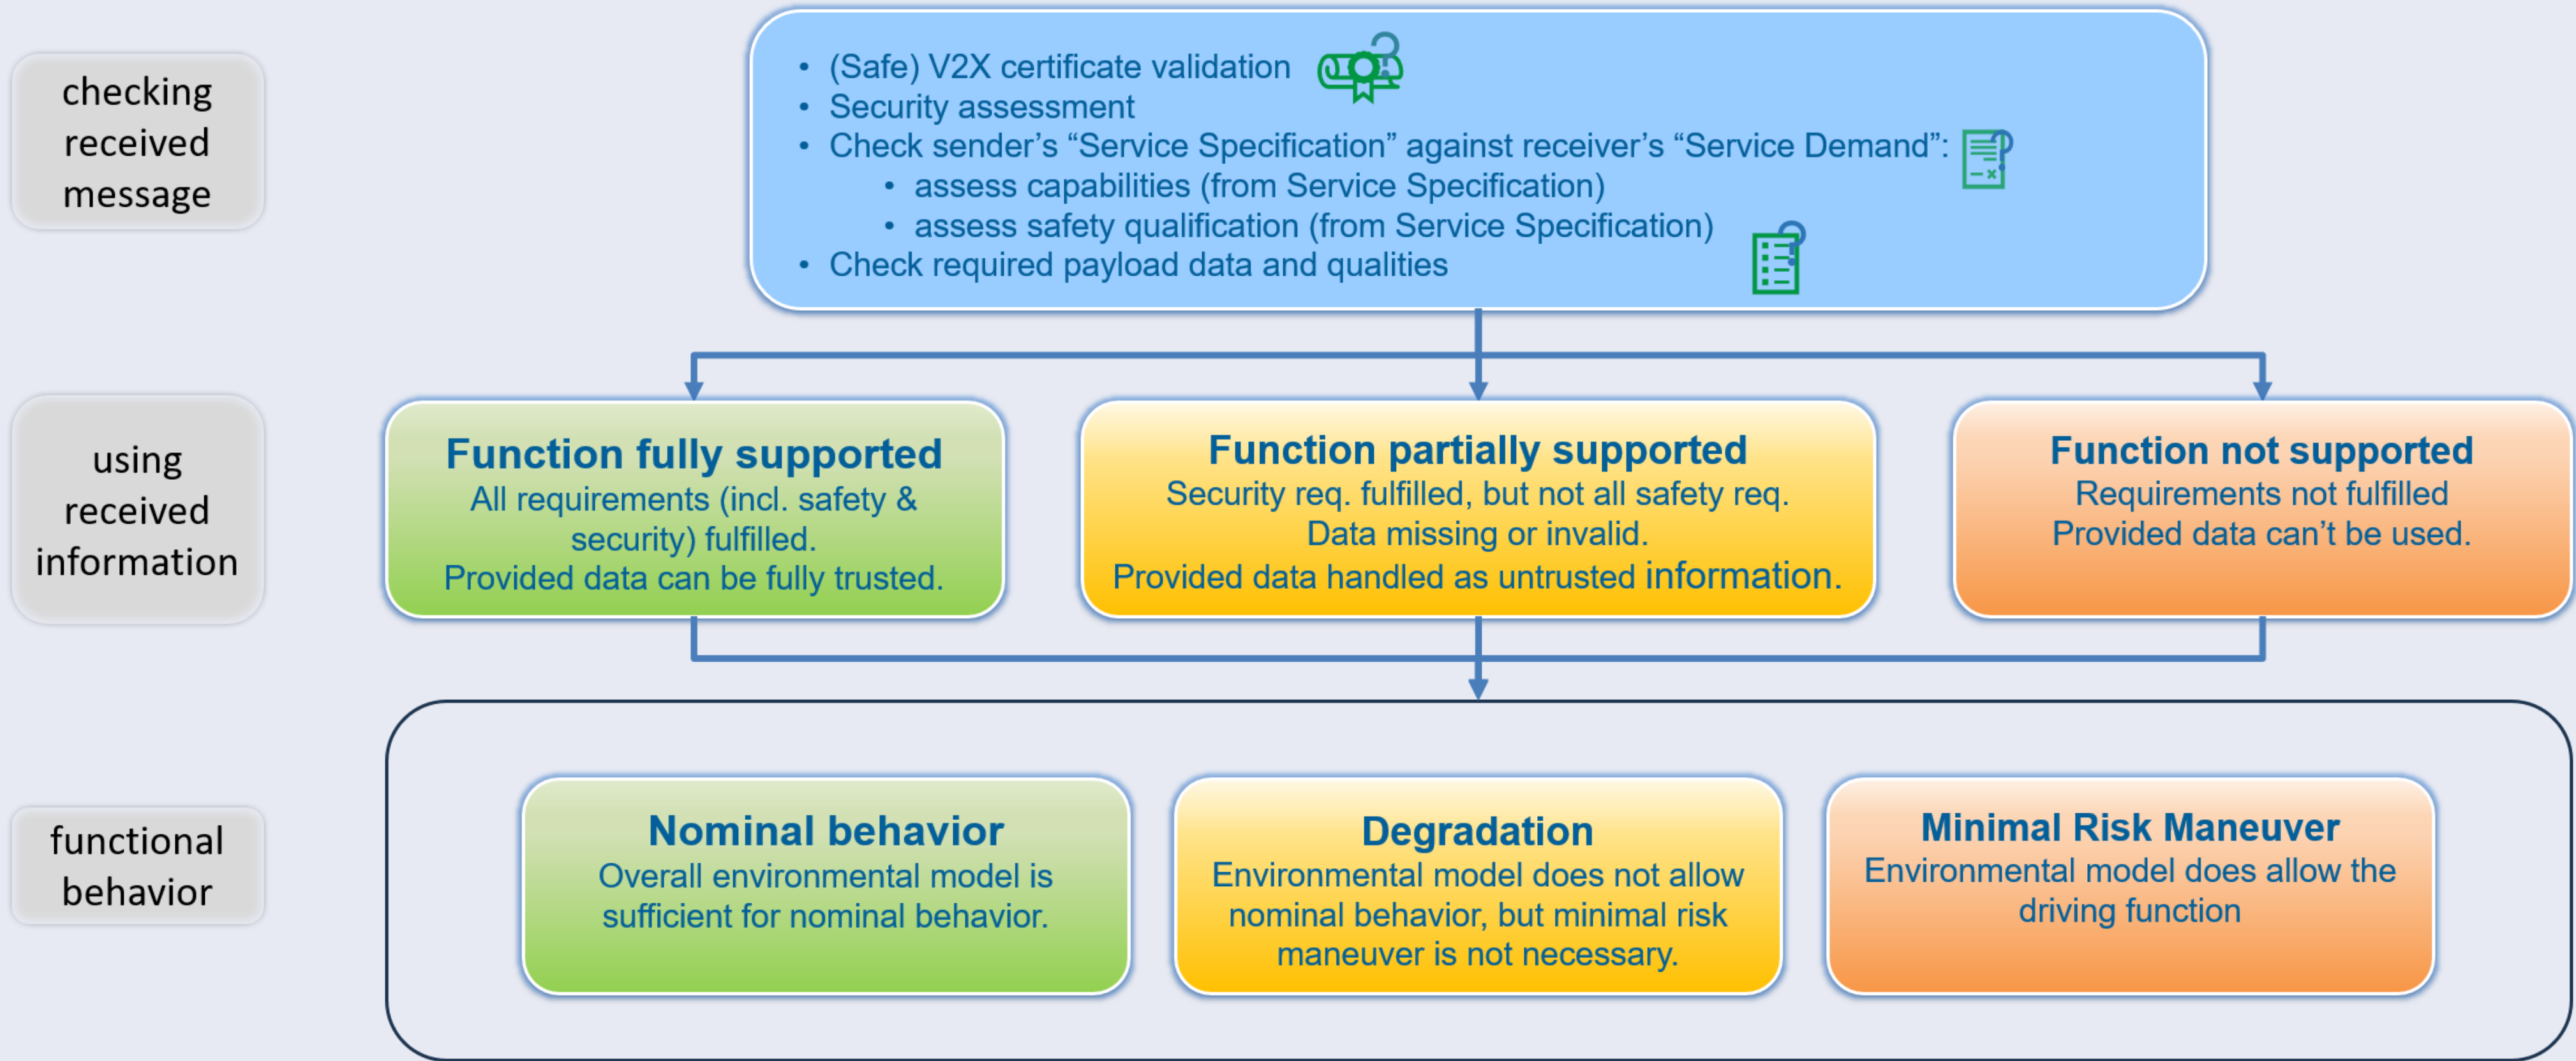 checking
received
message
• (Safe) V2X certificate validation
• Security assessment
• Check sender's “Service Specification” against receiver's “Service Demand”:
• assess capabilities (from Service Specification)
• assess safety qualification (from Service Specification)
• Check required payload data and qualities
using
received
information
Function fully supported
All requirements (incl. safety &
security) fulfilled.
Provided data can be fully trusted.
Function partially supported
Security req. fulfilled, but not all safety req.
Data missing or invalid.
Provided data handled as untrusted information.
Function not supported
Requirements not fulfilled
Provided data can't be used.
functional
behavior
Nominal behavior
Overall environmental model is
sufficient for nominal behavior.
Degradation
Environmental model does not allow
nominal behavior, but minimal risk
maneuver is not necessary.
Minimal Risk Maneuver
Environmental model does allow the
driving function